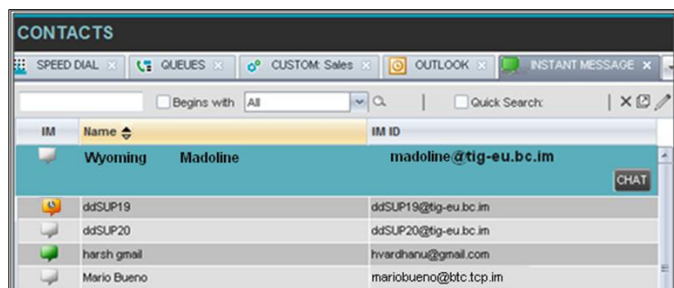 CONTACTS
SPEED DIAL QUEUES CUSTOM: Sales OUTLOOK INSTANT MESSAGE
Begins with All Quick Search:
IM Name IM ID
Wyoming Madoline madoline@tig-eu.bc.im
CHAT
ddSUP19 ddSUP19@tig-eu.bc.im
ddSUP20 ddSUP20@tig-eu.bc.im
harsh gmail hvardhanu@gmail.com
Mario Bueno mariobueno@btc.tcp.im